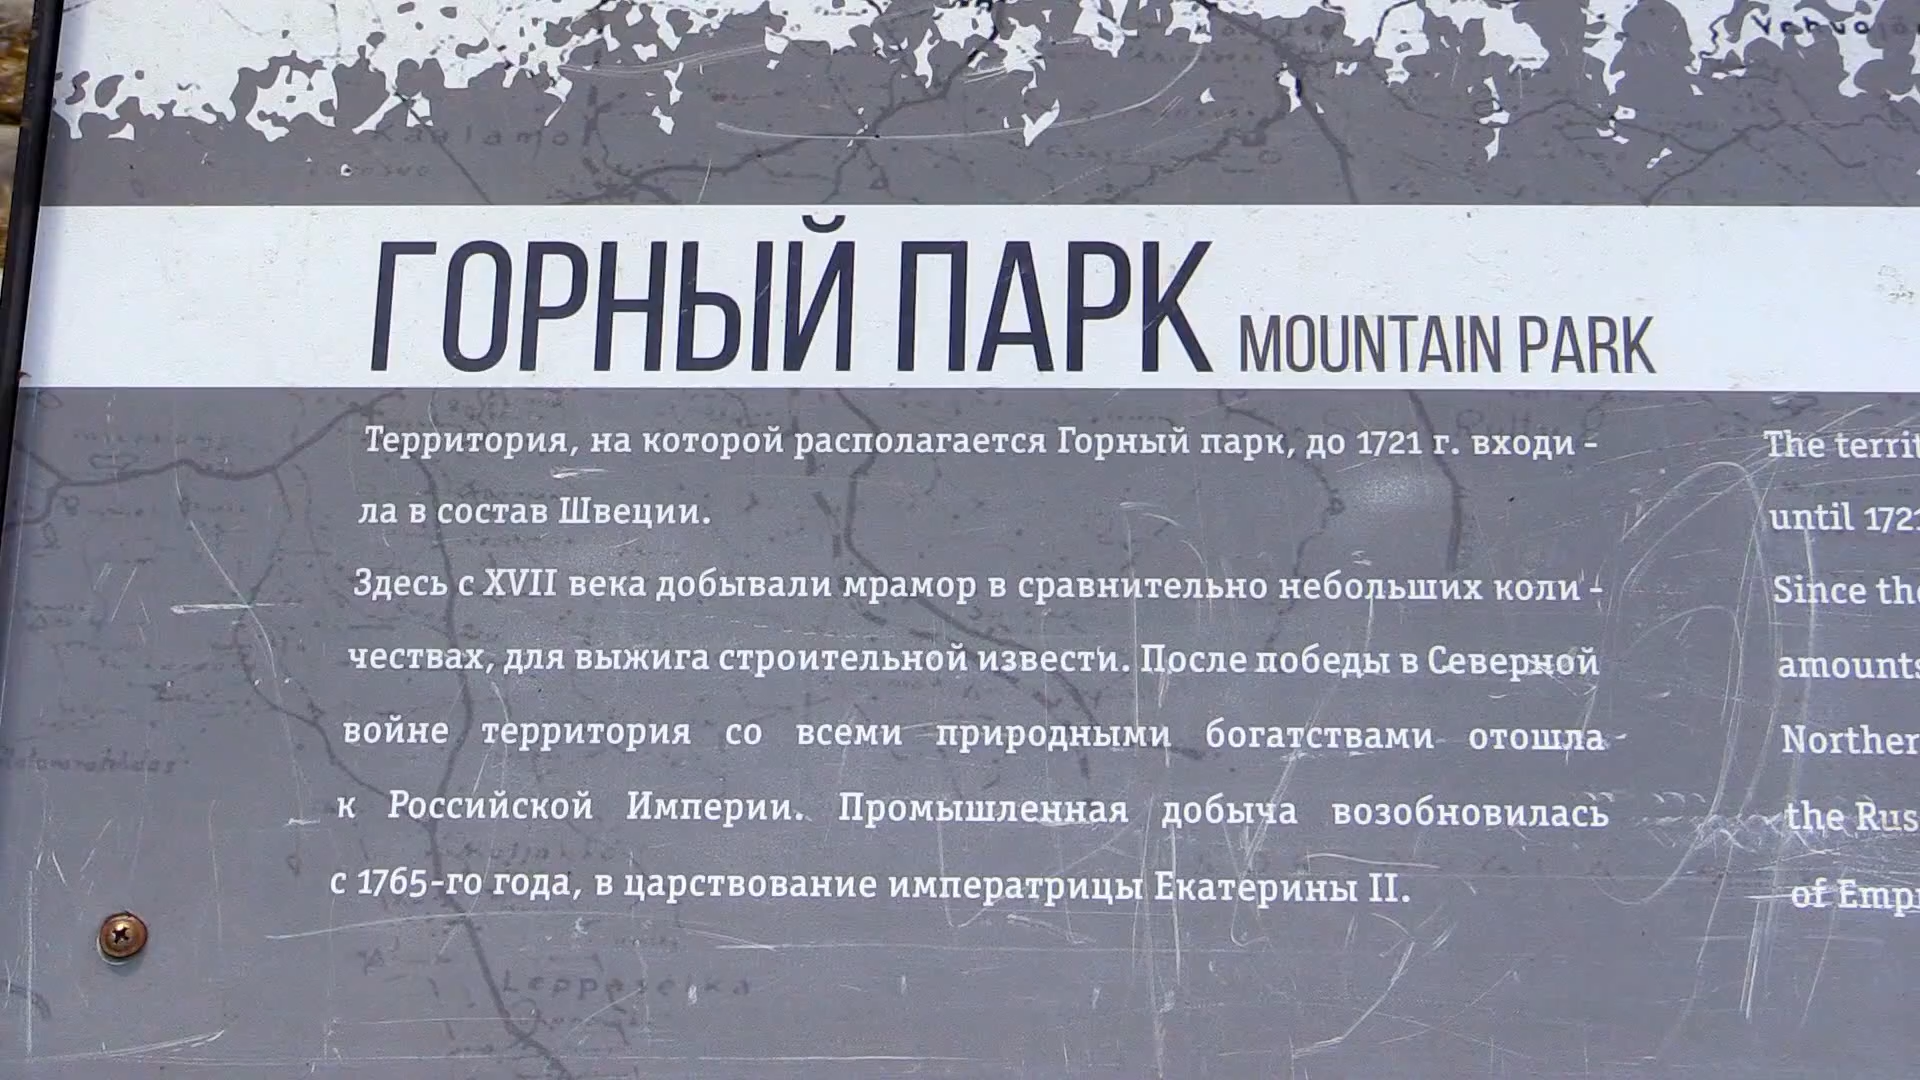 ГОРНЫЙ ПАРК MOUNTAIN PARK
Территория, на которой располагается Горный парк, до 1721 г. входи -
ла в состав Швеции.
Здесь с XVII века добывали мрамор в сравнительно небольших коли -
чествах, для выжига строительной извести. После победы в Северной
войне территория со всеми природными богатствами отошла
к Российской Империи. Промышленная добыча возобновилась
с 1765-го года, в царствование императрицы Екатерины II.
The territ
until 1721
Since the
amounts
Norther
the Rus
of Emp
Leppaselka